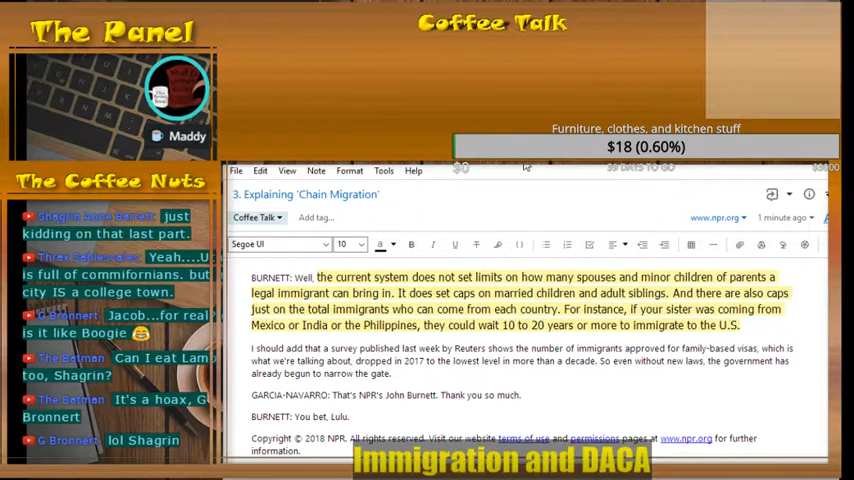 The Panel
Coffee Talk
Maddy
Furniture, clothes, and kitchen stuff
$18 (0.60%)
$0
39 DAYS TO GO
$3000
The Coffee Nuts
Shagrin Anne Barrett: just
kidding on that last part.
Thrax Sablescales: Yeah....U
is full of commifornians. but
city IS a college town.
G Bronnert: Jacob...for real?
is it like Boogie 😁
The Batman: Can I eat Lamb
too, Shagrin?
The Batman: It's a hoax, G
Bronnert
G Bronnert: lol Shagrin
File Edit View Note Format Tools Help
3. Explaining 'Chain Migration'
Coffee Talk Add tag... www.npr.org 1 minute ago
Segoe UI 10 a B I U T
BURNETT: Well, the current system does not set limits on how many spouses and minor children of parents a
legal immigrant can bring in. It does set caps on married children and adult siblings. And there are also caps
just on the total immigrants who can come from each country. For instance, if your sister was coming from
Mexico or India or the Philippines, they could wait 10 to 20 years or more to immigrate to the U.S.
I should add that a survey published last week by Reuters shows the number of immigrants approved for family-based visas, which is
what we're talking about, dropped in 2017 to the lowest level in more than a decade. So even without new laws, the government has
already begun to narrow the gate.
GARCIA-NAVARRO: That's NPR's John Burnett. Thank you so much.
BURNETT: You bet, Lulu.
Copyright © 2018 NPR. All rights reserved. Visit our website terms of use and permissions pages at www.npr.org for further
information.
Immigration and DACA